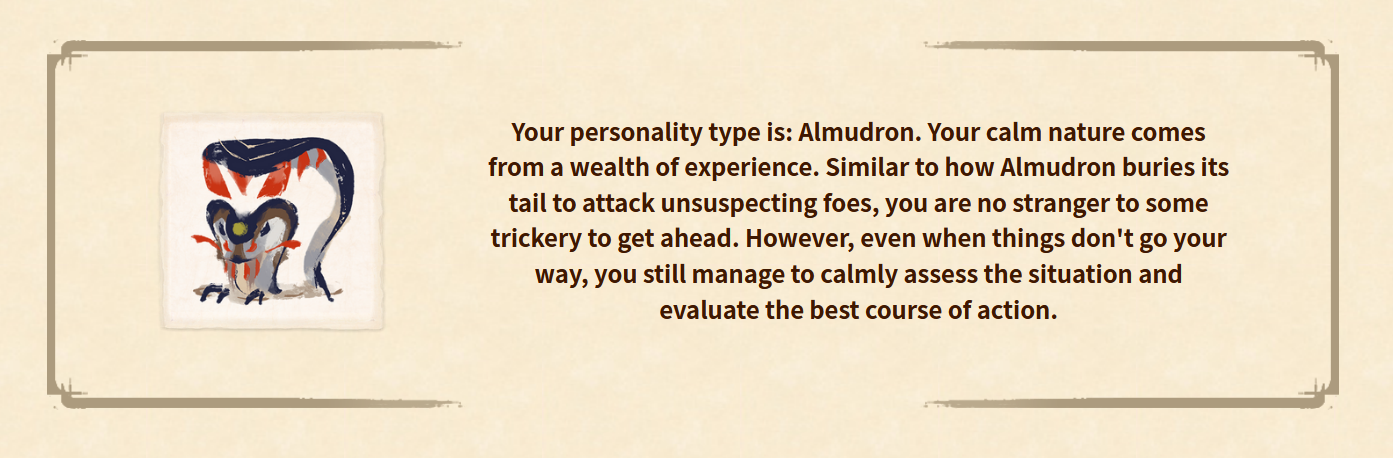 Your personality type is: Almudron. Your calm nature comes
from a wealth of experience. Similar to how Almudron buries its
tail to attack unsuspecting foes, you are no stranger to some
trickery to get ahead. However, even when things don't go your
way, you still manage to calmly assess the situation and
evaluate the best course of action.